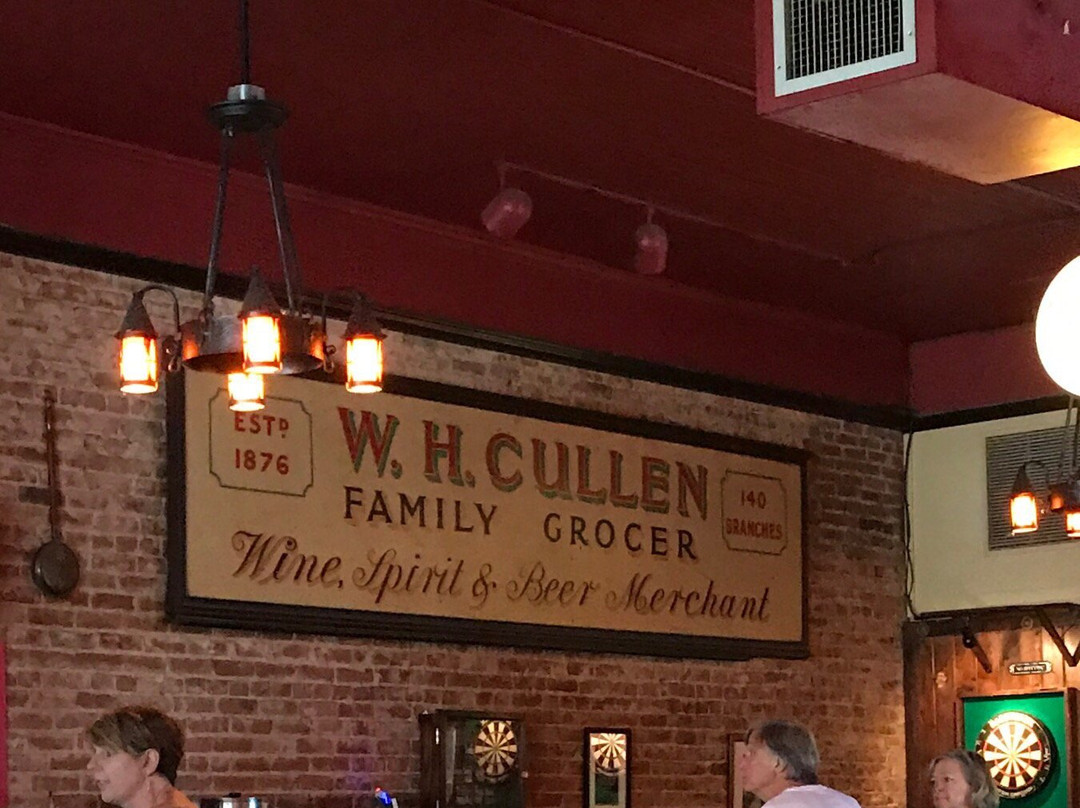 ESTD
1876
W. H. CULLEN
140
BRANCHES
FAMILY GROCER
Wine, Spirit & Beer Merchant